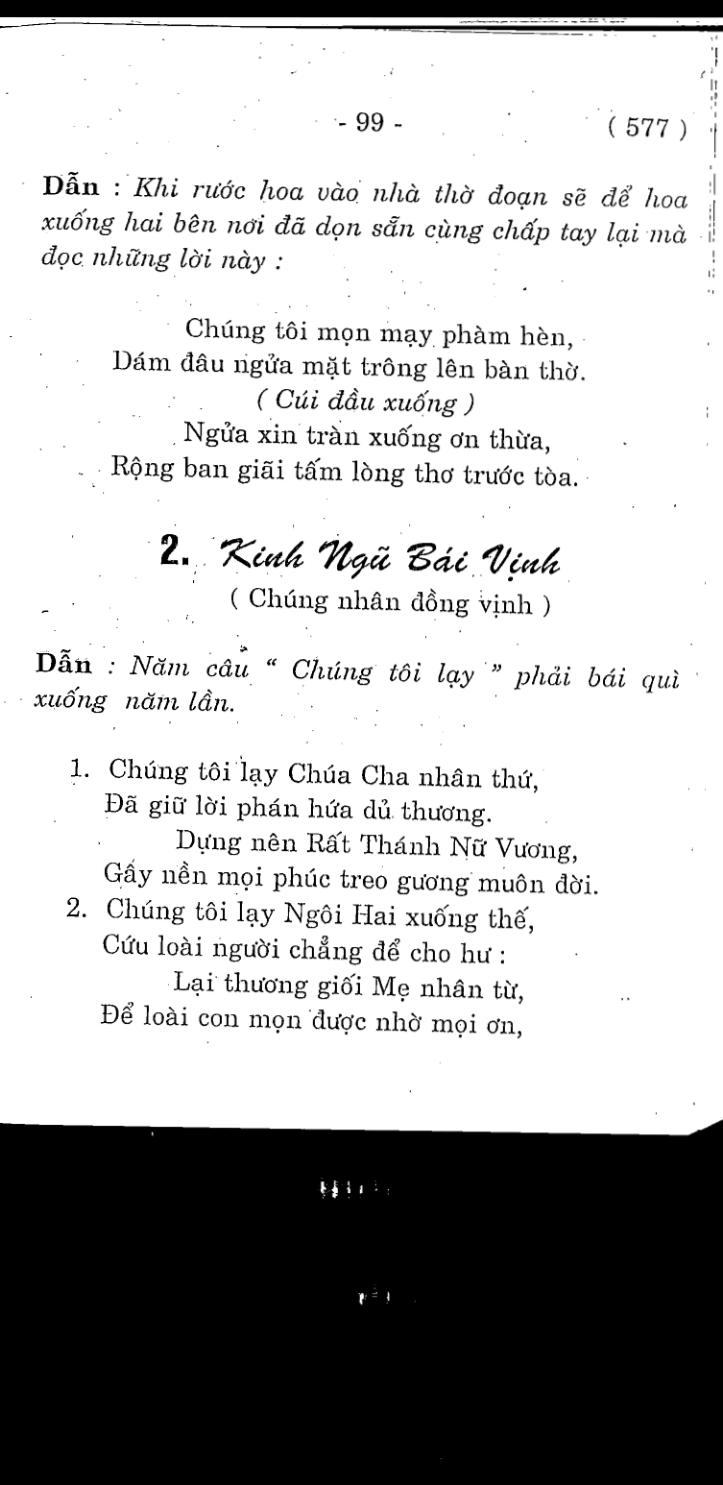 - 99 - ( 577 )
Dẫn : Khi rước hoa vào nhà thờ đoạn sẽ để hoa
xuống hai bên nơi đã dọn sẵn cùng chấp tay lại mà
đọc những lời này :
Chúng tôi mọn mạy phàm hèn,
Dám đâu ngửa mặt trông lên bàn thờ.
( Cúi đầu xuống )
Ngửa xin tràn xuống ơn thừa,
Rộng ban giãi tấm lòng thơ trước tòa.
2. Kinh Ngũ Bái Vịnh
( Chúng nhân đồng vịnh )
Dẫn : Năm câu “ Chúng tôi lạy ” phải bái quì
xuống năm lần.
1. Chúng tôi lạy Chúa Cha nhân thứ,
Đã giữ lời phán hứa dủ thương.
Dựng nên Rất Thánh Nữ Vương,
Gầy nền mọi phúc treo gương muôn đời.
2. Chúng tôi lạy Ngôi Hai xuống thế,
Cứu loài người chẳng để cho hư :
Lại thương giối Mẹ nhân từ,
Để loài con mọn được nhờ mọi ơn,